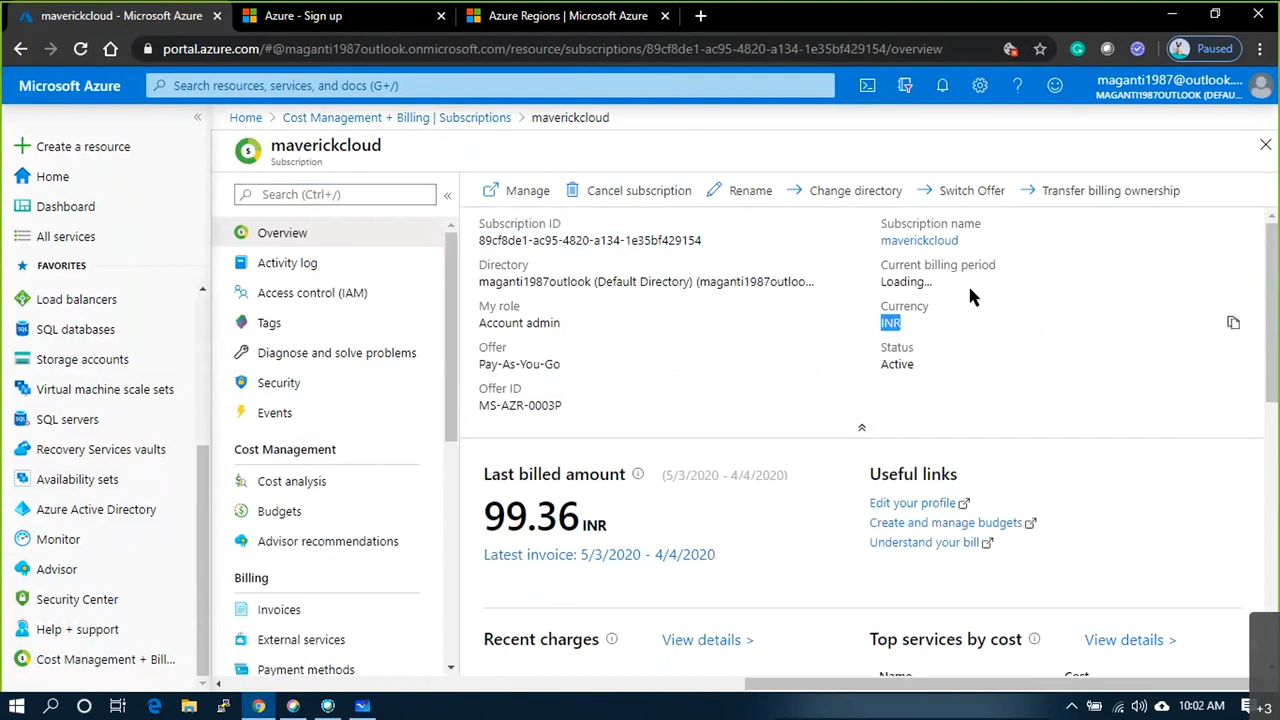 maverickcloud - Microsoft Azure
Azure - Sign up
Azure Regions | Microsoft Azure
portal.azure.com/#@maganti1987outlook.onmicrosoft.com/resource/subscriptions/89cf8de1-ac95-4820-a134-1e35bf429154/overview
Paused
Microsoft Azure
Search resources, services, and docs (G+/)
maganti1987@outlook....
MAGANTI1987OUTLOOK (DEFAU...
Home > Cost Management + Billing | Subscriptions > maverickcloud
maverickcloud
Subscription
Create a resource
Home
Dashboard
All services
FAVORITES
Load balancers
SQL databases
Storage accounts
Virtual machine scale sets
SQL servers
Recovery Services vaults
Availability sets
Azure Active Directory
Monitor
Advisor
Security Center
Help + support
Cost Management + Bill...
Search (Ctrl+/)
Overview
Activity log
Access control (IAM)
Tags
Diagnose and solve problems
Security
Events
Cost Management
Cost analysis
Budgets
Advisor recommendations
Billing
Invoices
External services
Payment methods
Manage
Cancel subscription
Rename
Change directory
Switch Offer
Transfer billing ownership
Subscription ID
89cf8de1-ac95-4820-a134-1e35bf429154
Directory
maganti1987outlook (Default Directory) (maganti1987outloo...
My role
Account admin
Offer
Pay-As-You-Go
Offer ID
MS-AZR-0003P
Subscription name
maverickcloud
Current billing period
Loading...
Currency
INR
Status
Active
Last billed amount (5/3/2020 - 4/4/2020)
99.36 INR
Latest invoice: 5/3/2020 - 4/4/2020
Useful links
Edit your profile
Create and manage budgets
Understand your bill
Recent charges
View details >
Top services by cost
View details >
Name
Cost
10:02 AM
+3